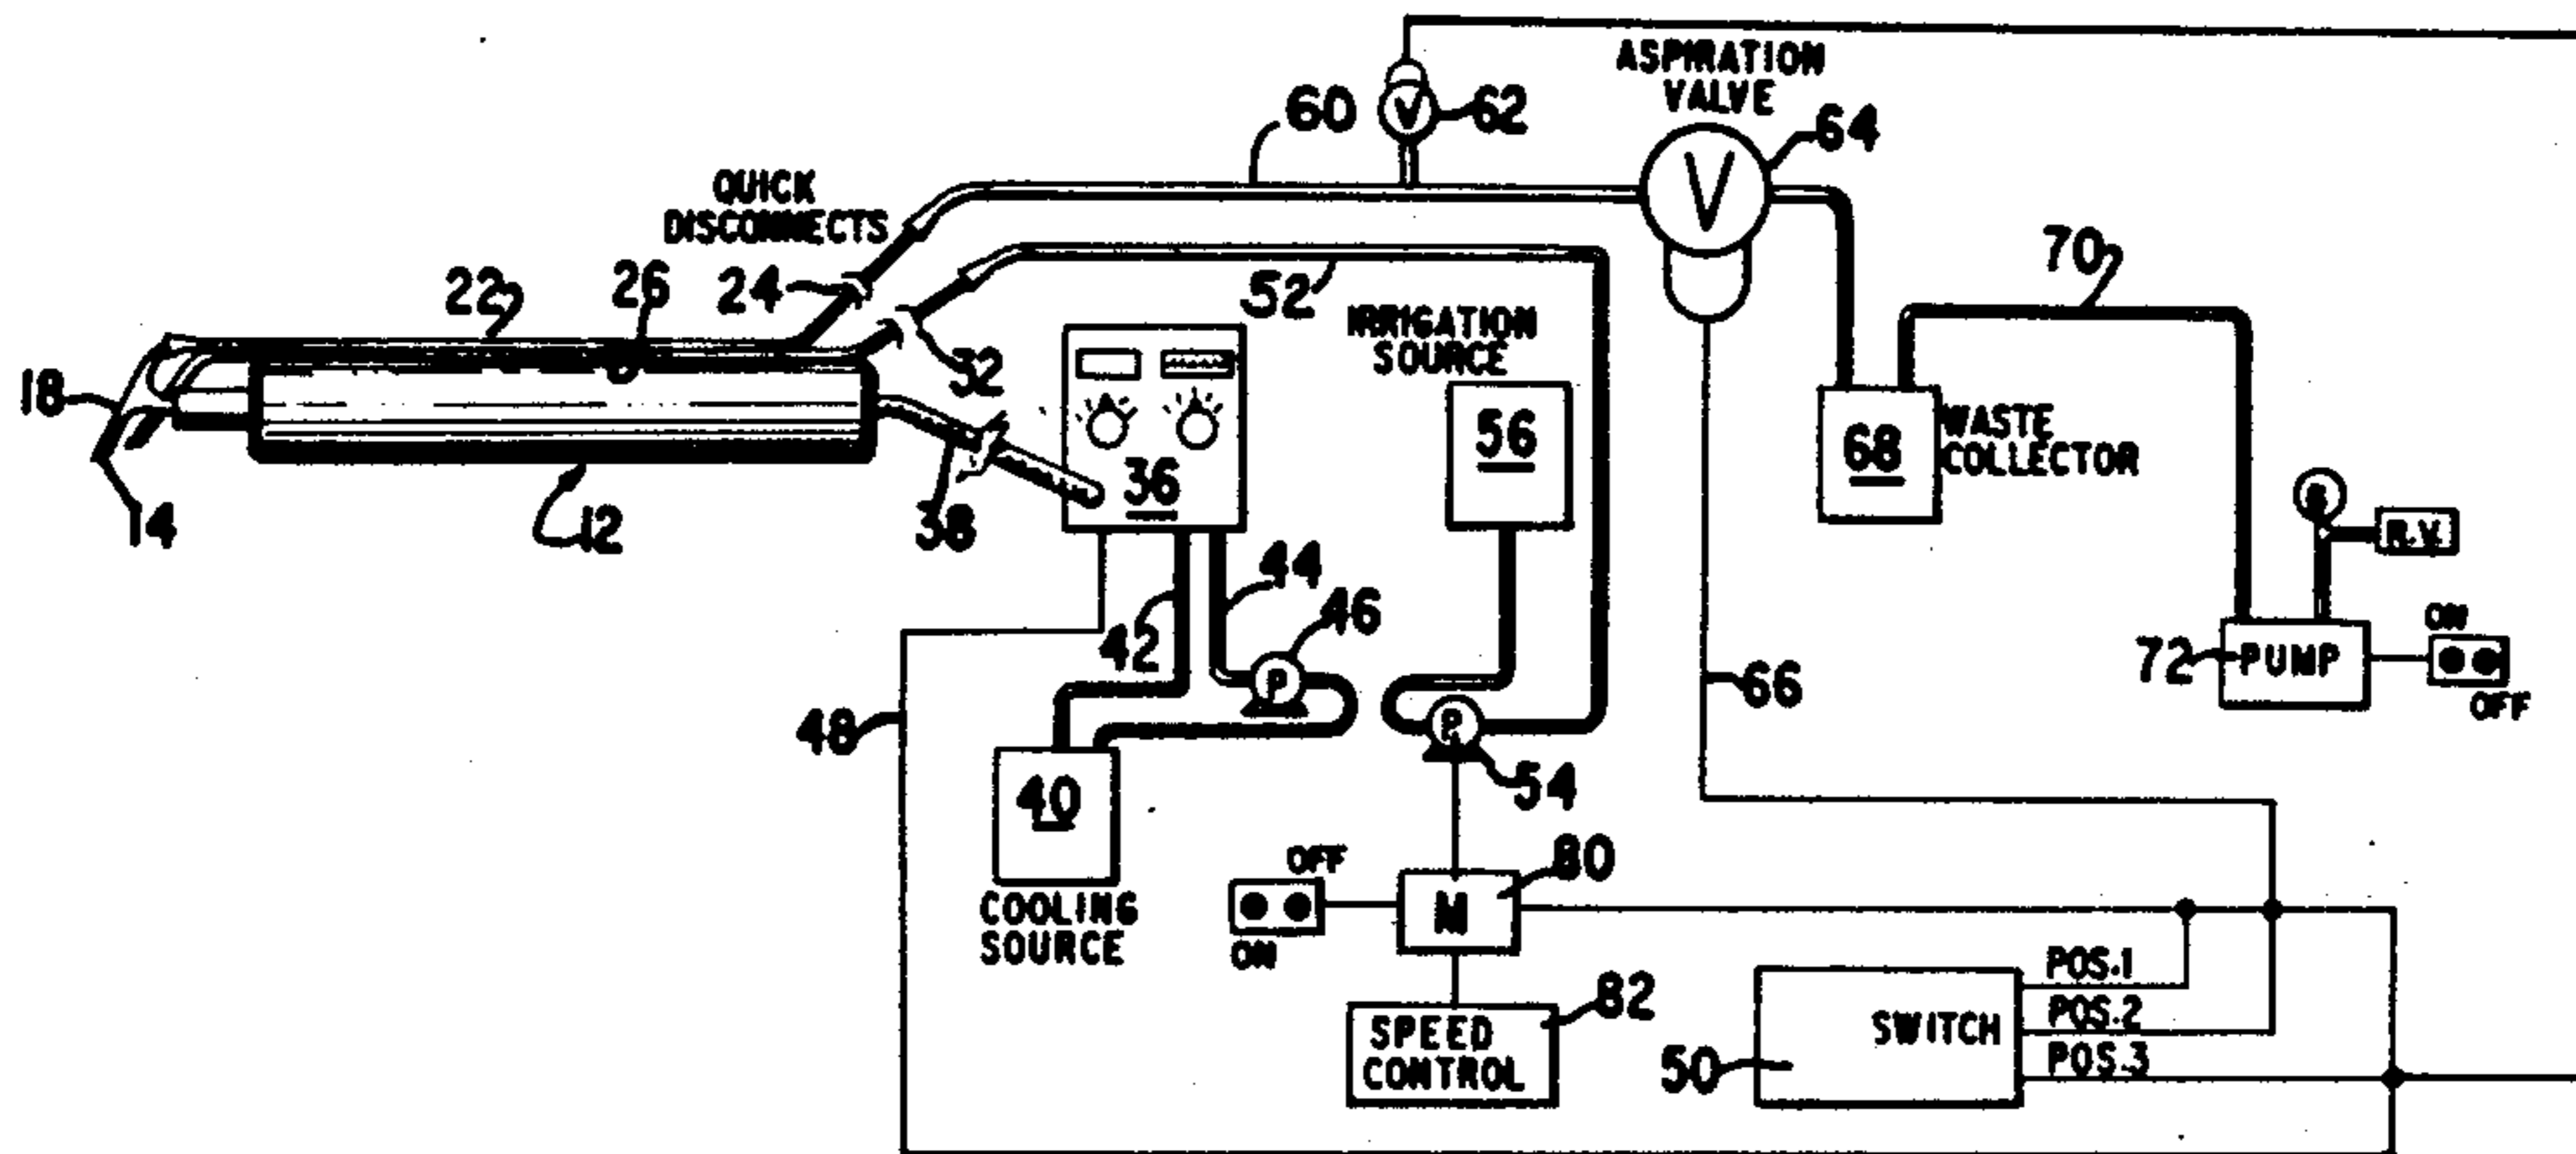 ASPIRATION
VALVE
V
62
60
64
V
QUICK
DISCONNECTS
22
26
24
52
70
IRRIGATION
SOURCE
18
32
56
WASTE
COLLECTOR
68
36
14
12
38
R.V.
44
42
46
P
ON
72
PUMP
OFF
66
48
P
54
40
COOLING
SOURCE
OFF
80
M
ON
POS.1
82
SWITCH
POS.2
SPEED
CONTROL
50
POS.3